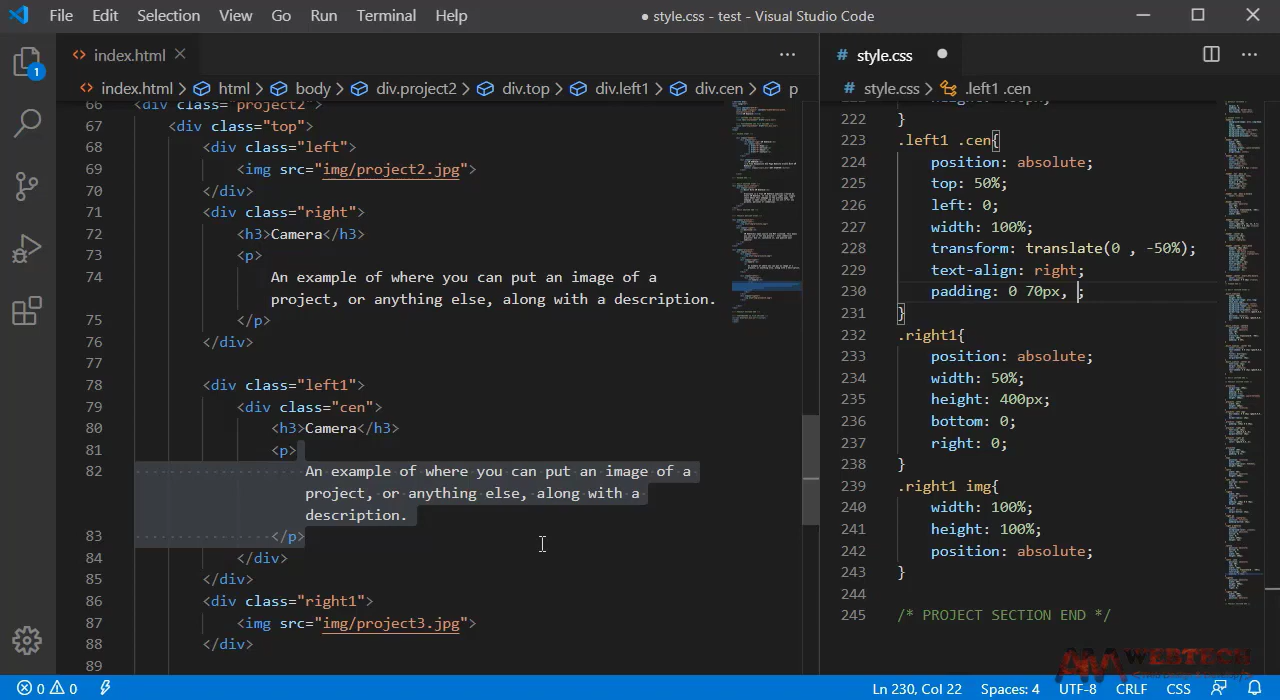 File Edit Selection View Go Run Terminal Help
● style.css - test - Visual Studio Code
1
<> index.html
# style.css ●
index.html > html > body > div.project2 > div.top > div.left1 > div.cen > p
# style.css > .left1 .cen
66 <div class="project2">
67 <div class="top">
68 <div class="left">
69 <img src="img/project2.jpg">
70 </div>
71 <div class="right">
72 <h3>Camera</h3>
73 <p>
74 An example of where you can put an image of a
project, or anything else, along with a description.
75 </p>
76 </div>
77
78 <div class="left1">
79 <div class="cen">
80 <h3>Camera</h3>
81 <p>
82 An example of where you can put an image of a
project, or anything else, along with a
description.
83 </p>
84 </div>
85 </div>
86 <div class="right1">
87 <img src="img/project3.jpg">
88 </div>
89
222 }
223 .left1 .cen{
224 position: absolute;
225 top: 50%;
226 left: 0;
227 width: 100%;
228 transform: translate(0 , -50%);
229 text-align: right;
230 padding: 0 70px, ;
231 }
232 .right1{
233 position: absolute;
234 width: 50%;
235 height: 400px;
236 bottom: 0;
237 right: 0;
238 }
239 .right1 img{
240 width: 100%;
241 height: 100%;
242 position: absolute;
243 }
244
245 /* PROJECT SECTION END */
WEBTECH
0 0
Ln 230, Col 22 Spaces: 4 UTF-8 CRLF CSS